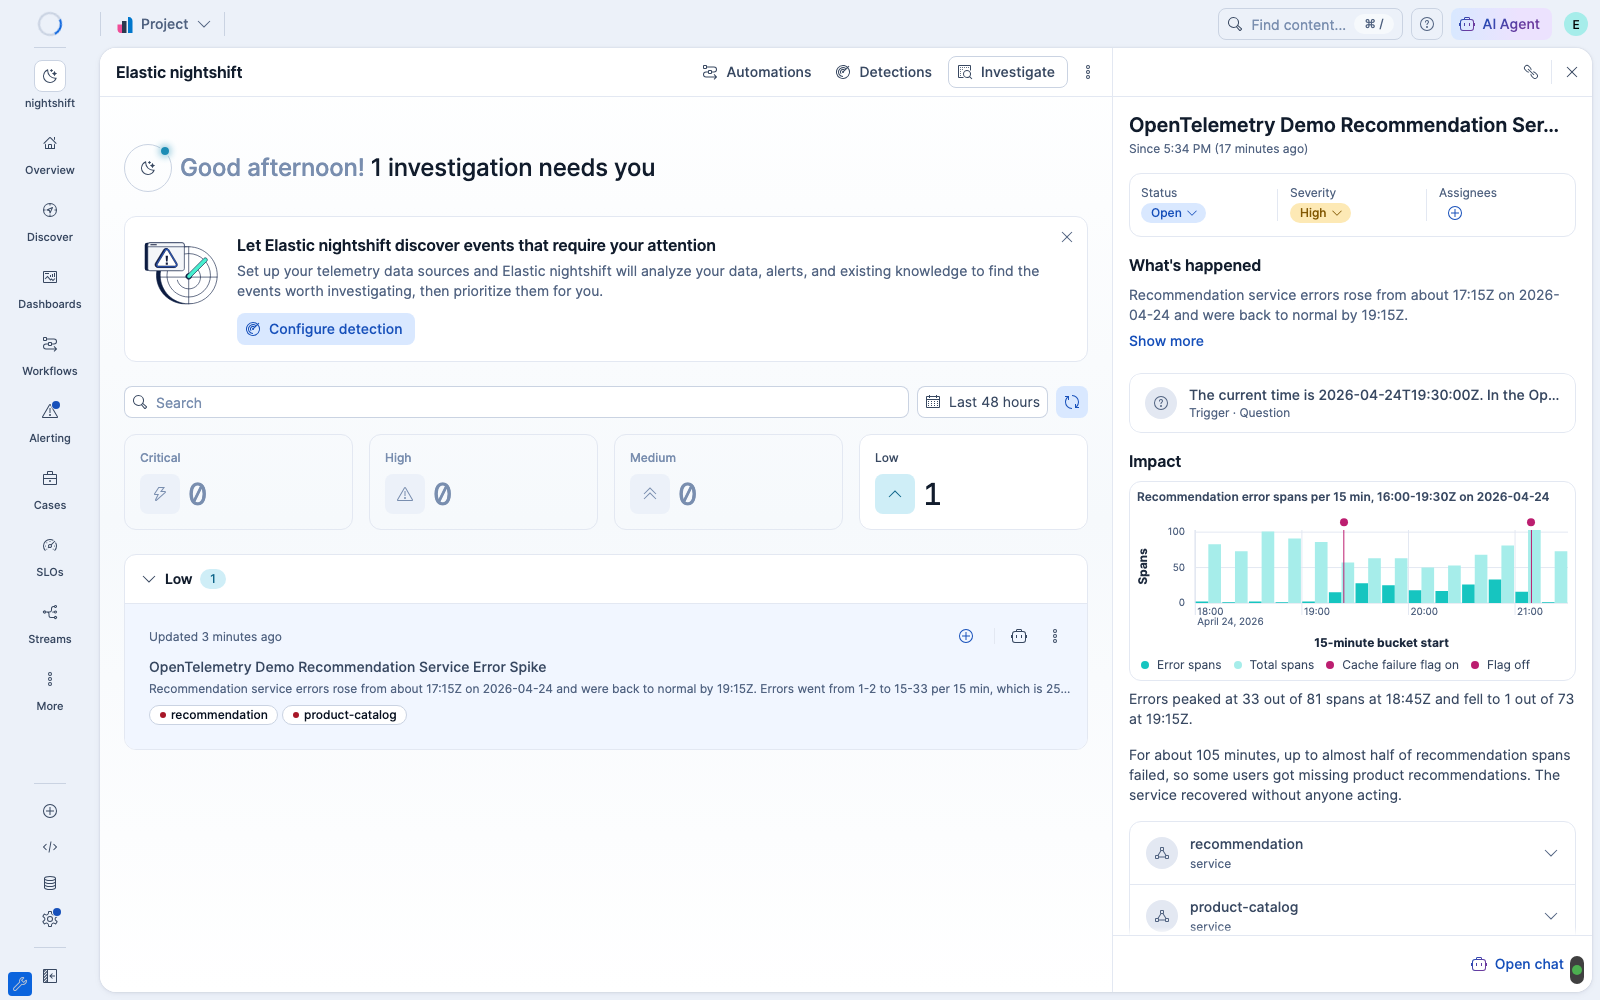 Project
Find content...
⌘ /
AI Agent
E
nightshift
Overview
Discover
Dashboards
Workflows
Alerting
Cases
SLOs
Streams
More
Elastic nightshift
Automations
Detections
Investigate
Good afternoon! 1 investigation needs you
Let Elastic nightshift discover events that require your attention
Set up your telemetry data sources and Elastic nightshift will analyze your data, alerts, and existing knowledge to find the
events worth investigating, then prioritize them for you.
Configure detection
Search
Last 48 hours
Critical
0
High
0
Medium
0
Low
1
Low 1
Updated 3 minutes ago
OpenTelemetry Demo Recommendation Service Error Spike
Recommendation service errors rose from about 17:15Z on 2026-04-24 and were back to normal by 19:15Z. Errors went from 1-2 to 15-33 per 15 min, which is 25...
recommendation
product-catalog
OpenTelemetry Demo Recommendation Ser...
Since 5:34 PM (17 minutes ago)
Status
Open
Severity
High
Assignees
What's happened
Recommendation service errors rose from about 17:15Z on 2026-
04-24 and were back to normal by 19:15Z.
Show more
The current time is 2026-04-24T19:30:00Z. In the Op...
Trigger · Question
Impact
Recommendation error spans per 15 min, 16:00-19:30Z on 2026-04-24
Spans
100
50
0
18:00
April 24, 2026
19:00
20:00
21:00
15-minute bucket start
Error spans
Total spans
Cache failure flag on
Flag off
Errors peaked at 33 out of 81 spans at 18:45Z and fell to 1 out of 73
at 19:15Z.
For about 105 minutes, up to almost half of recommendation spans
failed, so some users got missing product recommendations. The
service recovered without anyone acting.
recommendation
service
product-catalog
service
Open chat